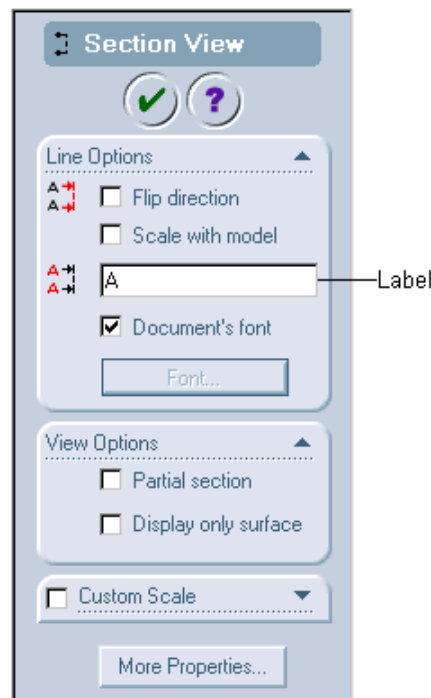 Section View
?
Line Options
A
A
Flip direction
Scale with model
A
A
A
Label
Document's font
Font...
View Options
Partial section
Display only surface
Custom Scale
More Properties...